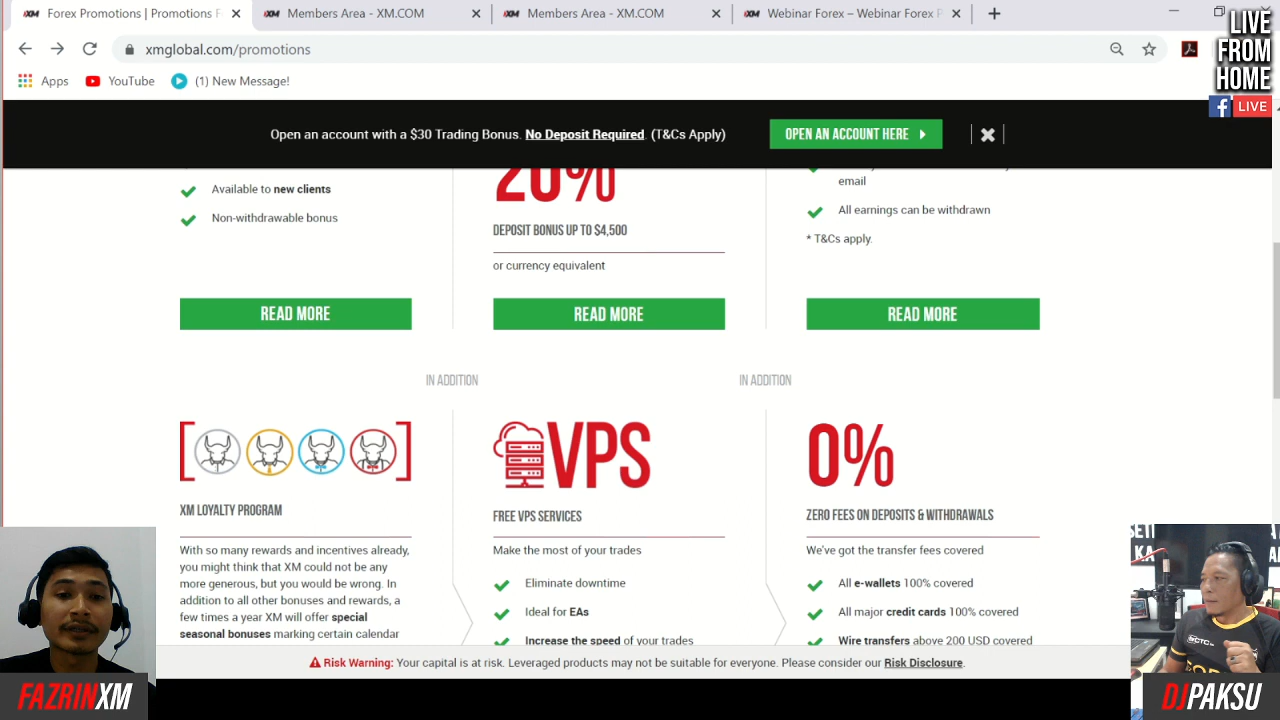 Forex Promotions | Promotions F
Members Area - XM.COM
Members Area - XM.COM
Webinar Forex – Webinar Forex P
xmglobal.com/promotions
Apps
YouTube
(1) New Message!
LIVE
FROM
HOME
LIVE
Open an account with a $30 Trading Bonus. No Deposit Required. (T&Cs Apply)
OPEN AN ACCOUNT HERE
Available to new clients
Non-withdrawable bonus
READ MORE
20%
DEPOSIT BONUS UP TO $4,500
or currency equivalent
READ MORE
email
All earnings can be withdrawn
* T&Cs apply.
READ MORE
IN ADDITION
IN ADDITION
XM LOYALTY PROGRAM
With so many rewards and incentives already,
you might think that XM could not be any
more generous, but you would be wrong. In
addition to all other bonuses and rewards, a
few times a year XM will offer special
seasonal bonuses marking certain calendar
VPS
FREE VPS SERVICES
Make the most of your trades
Eliminate downtime
Ideal for EAs
Increase the speed of your trades
0%
ZERO FEES ON DEPOSITS & WITHDRAWALS
We've got the transfer fees covered
All e-wallets 100% covered
All major credit cards 100% covered
Wire transfers above 200 USD covered
Risk Warning: Your capital is at risk. Leveraged products may not be suitable for everyone. Please consider our Risk Disclosure.
FAZRINXM
DJPAKSU